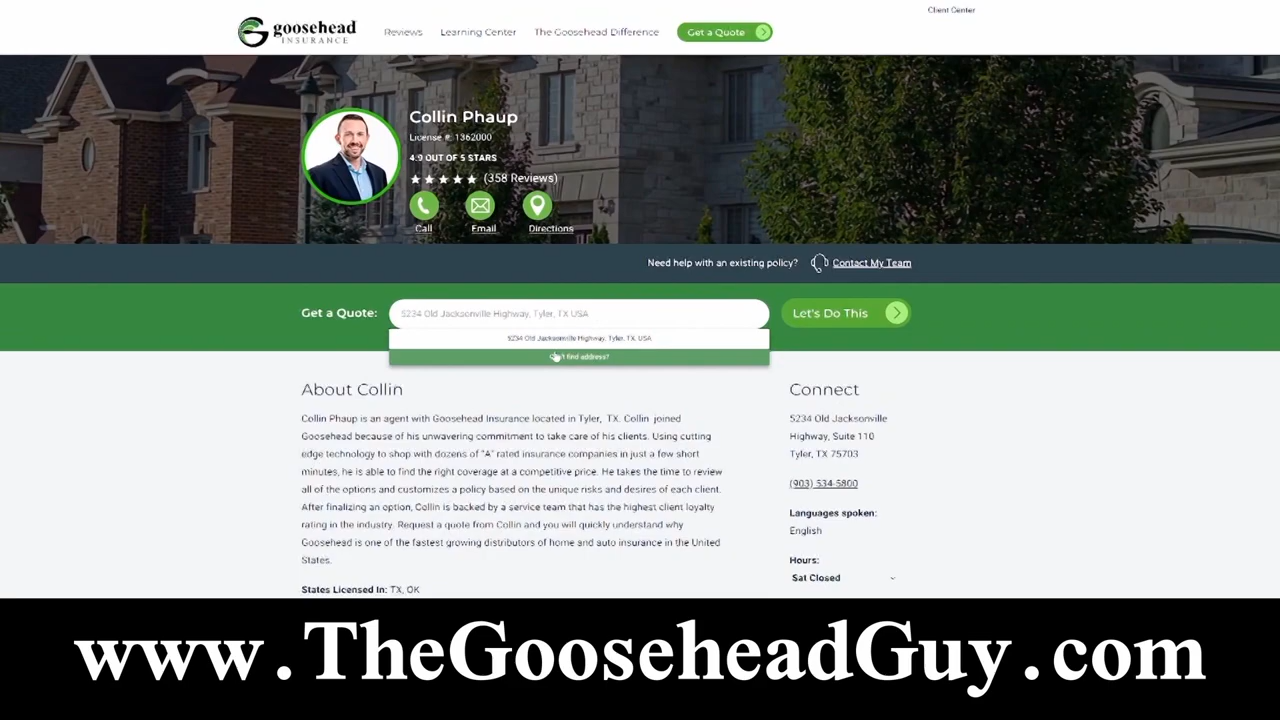 Client Center
goosehead
INSURANCE
Reviews
Learning Center
The Goosehead Difference
Get a Quote
Collin Phaup
License #: 1362000
4.9 OUT OF 5 STARS
(358 Reviews)
Call
Email
Directions
Need help with an existing policy?
Contact My Team
Get a Quote:
5234 Old Jacksonville Highway, Tyler, TX USA
Let's Do This
5234 Old Jacksonville Highway, Tyler, TX, USA
find address?
About Collin
Collin Phaup is an agent with Goosehead Insurance located in Tyler, TX. Collin joined
Goosehead because of his unwavering commitment to take care of his clients. Using cutting
edge technology to shop with dozens of "A" rated insurance companies in just a few short
minutes, he is able to find the right coverage at a competitive price. He takes the time to review
all of the options and customizes a policy based on the unique risks and desires of each client.
After finalizing an option, Collin is backed by a service team that has the highest client loyalty
rating in the industry. Request a quote from Collin and you will quickly understand why
Goosehead is one of the fastest growing distributors of home and auto insurance in the United
States.
States Licensed In: TX, OK
Connect
5234 Old Jacksonville
Highway, Suite 110
Tyler, TX 75703
(903) 534-5800
Languages spoken:
English
Hours:
Sat Closed
www.TheGooseheadGuy.com